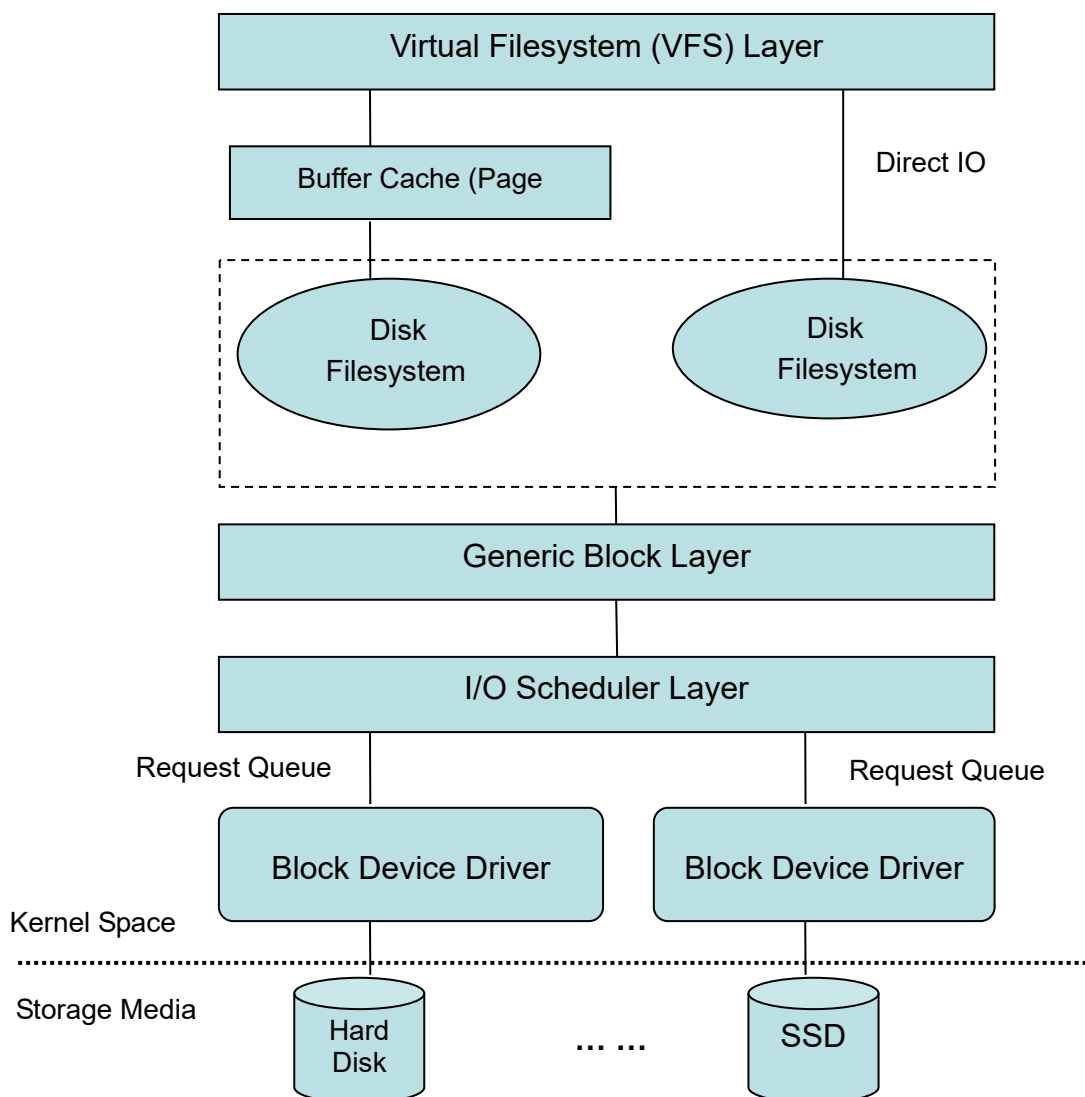 Virtual Filesystem (VFS) Layer
Direct IO
Buffer Cache (Page
Disk
Filesystem
Disk
Filesystem
Generic Block Layer
I/O Scheduler Layer
Request Queue
Request Queue
Block Device Driver
Block Device Driver
Kernel Space
Storage Media
Hard
Disk
... ...
SSD